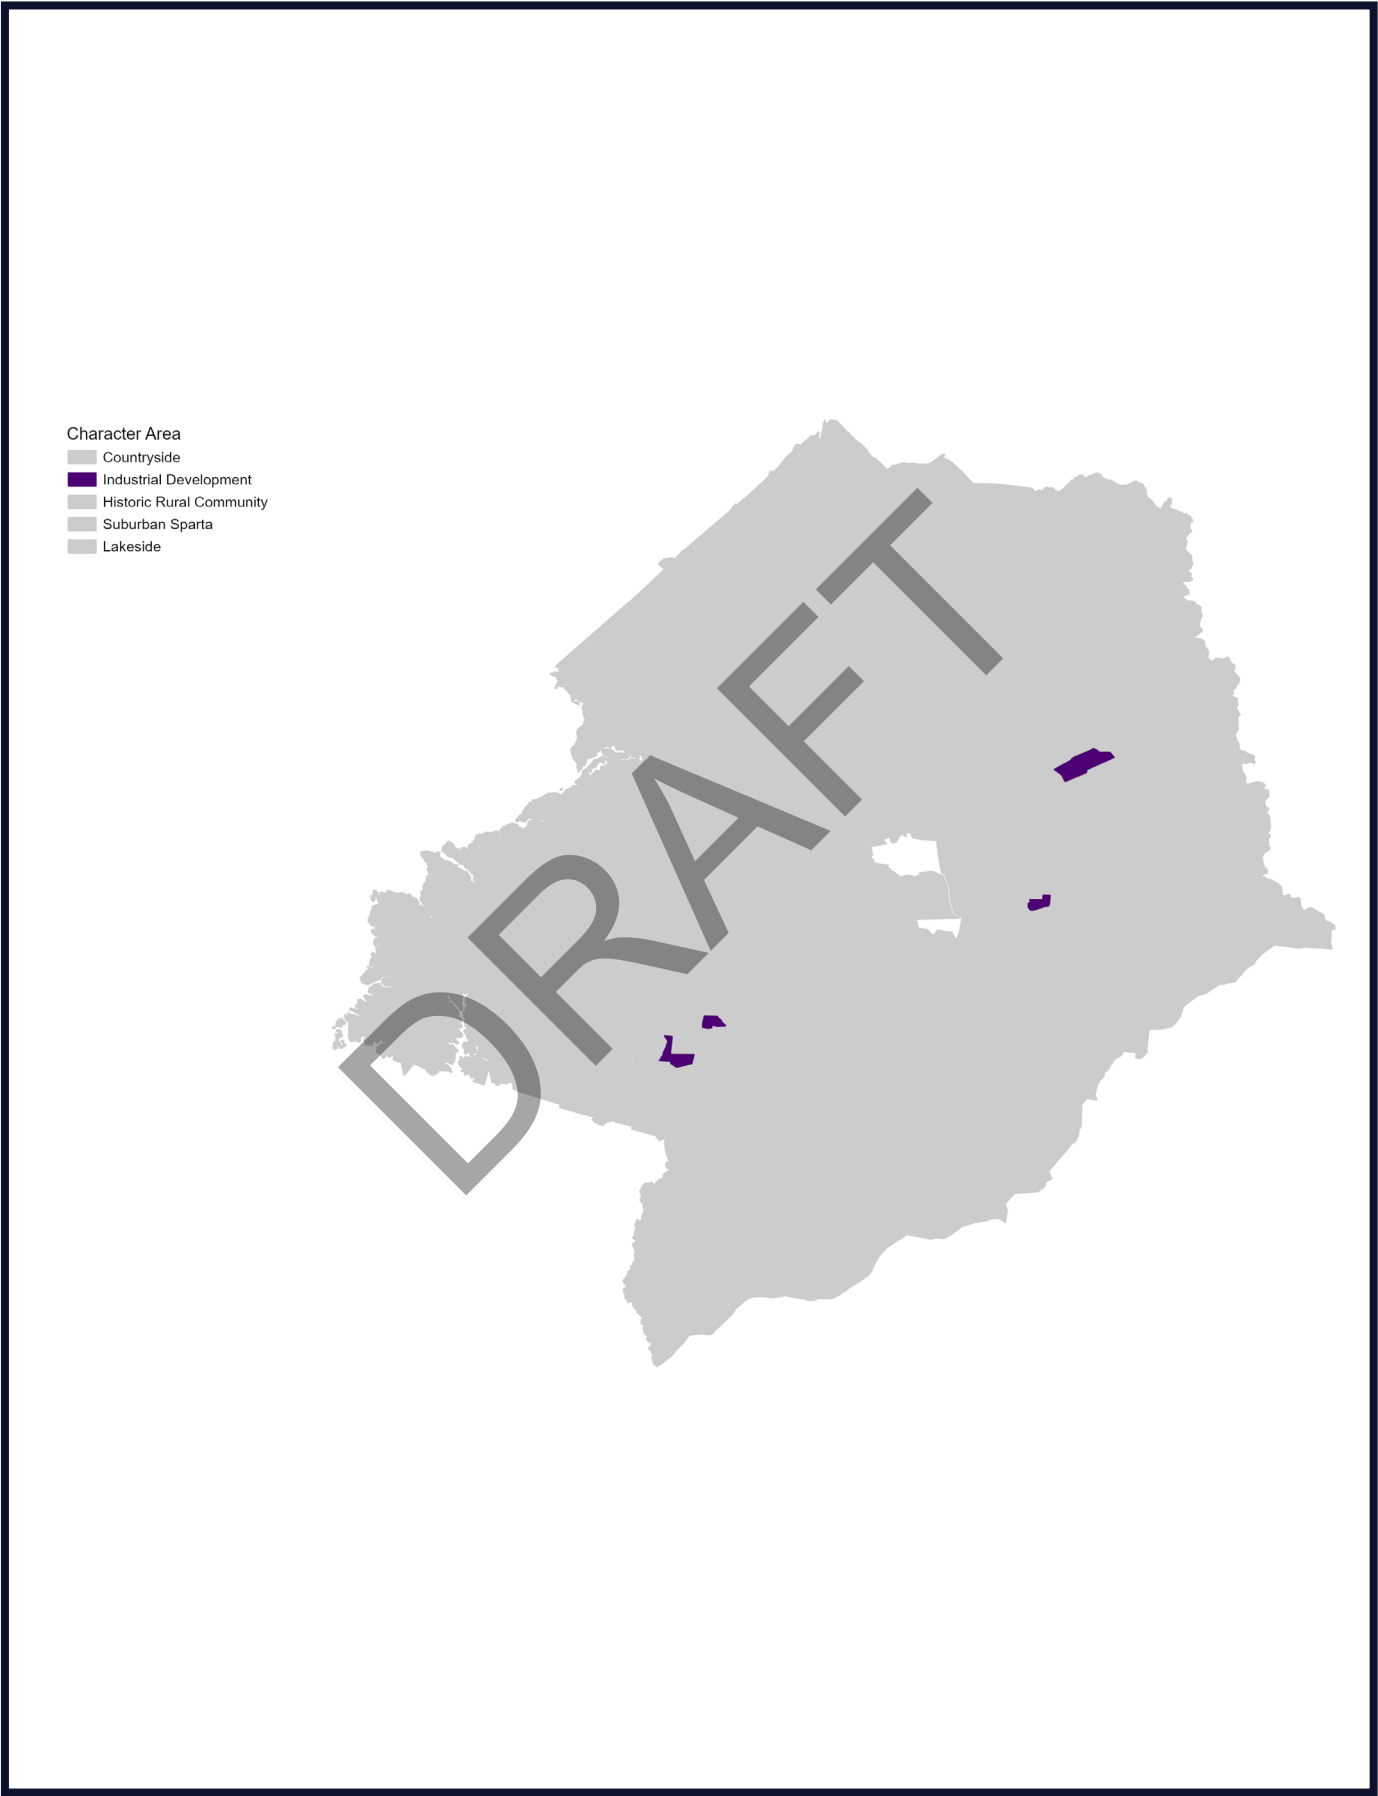 Character Area
Countryside
Industrial Development
Historic Rural Community
Suburban Sparta
Lakeside
DRAFT